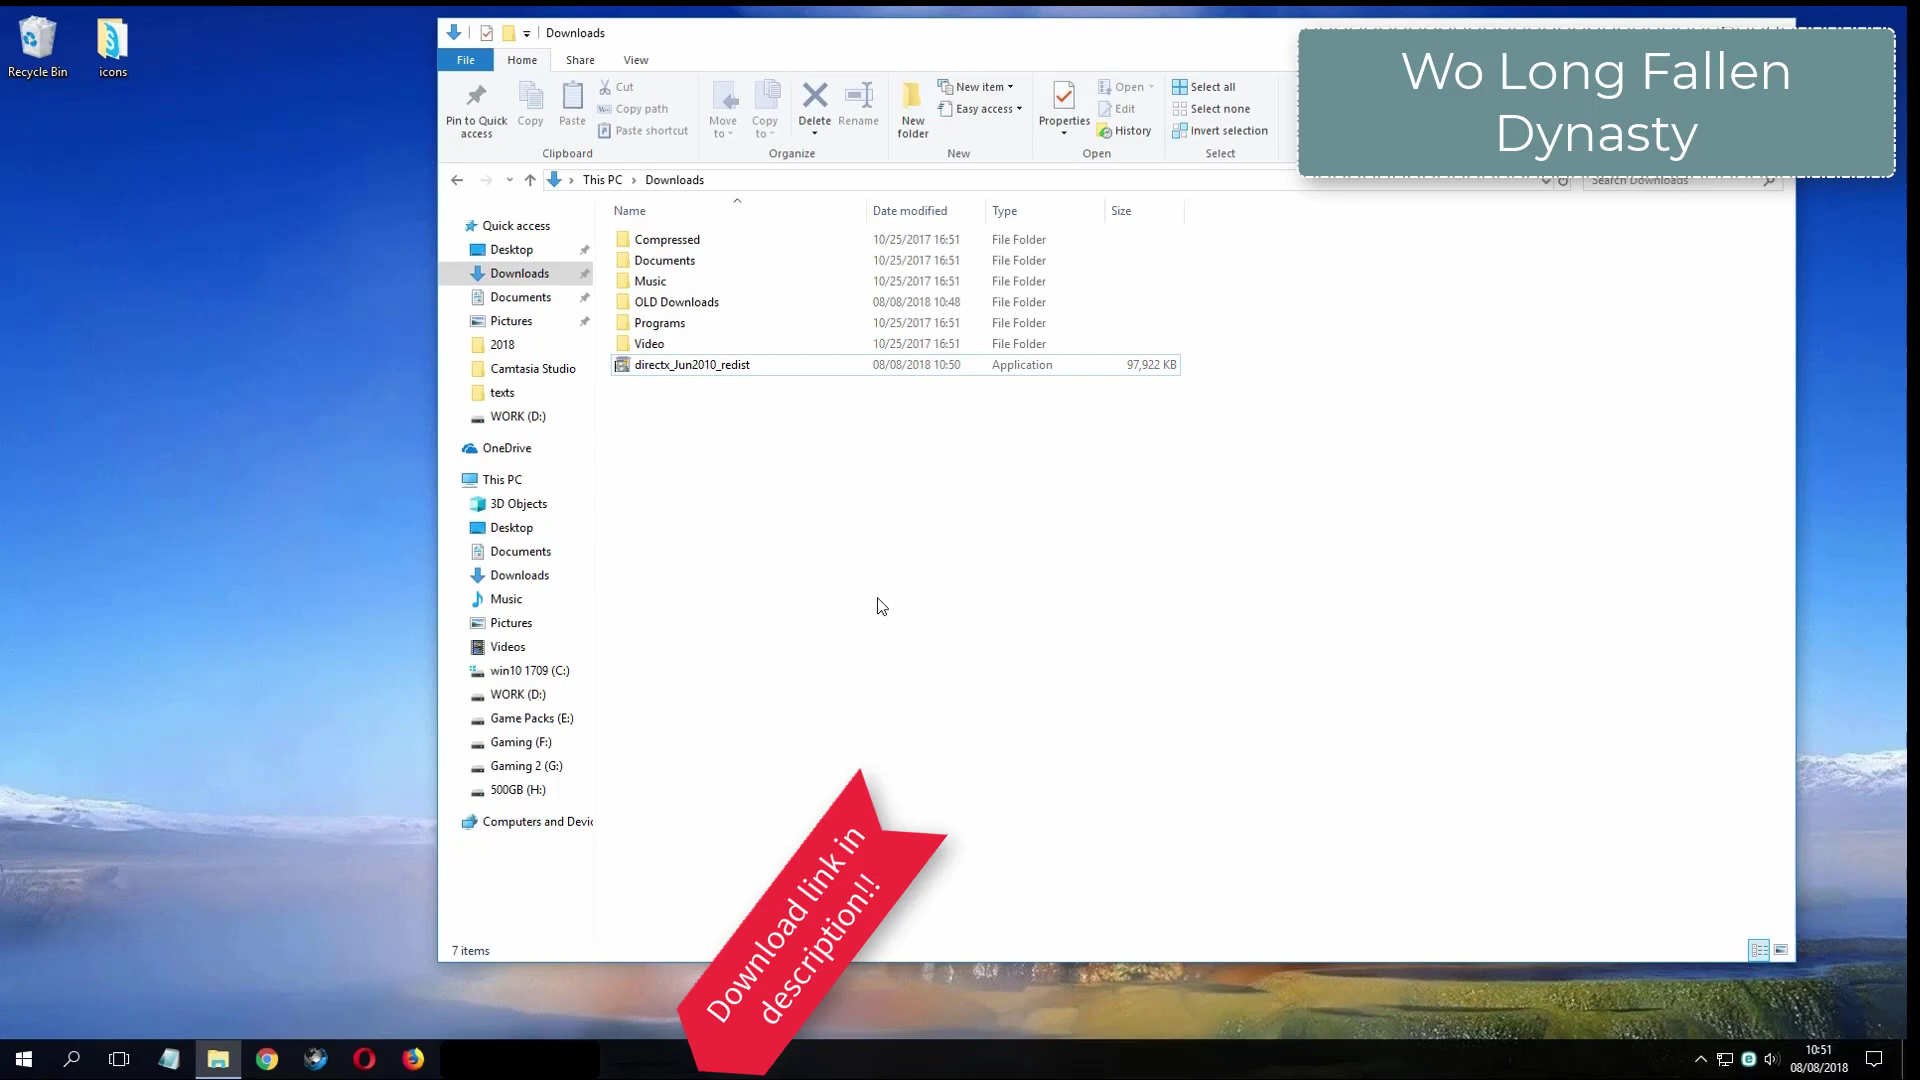 Recycle Bin
icons
Downloads
File Home Share View
Pin to Quick access
Copy
Paste
Cut
Copy path
Paste shortcut
Clipboard
Move to
Copy to
Delete
Rename
Organize
New folder
New item
Easy access
New
Properties
Open
Edit
History
Open
Select all
Select none
Invert selection
Select
Wo Long Fallen
Dynasty
This PC Downloads
Search Downloads
Name Date modified Type Size
Compressed 10/25/2017 16:51 File Folder
Documents 10/25/2017 16:51 File Folder
Music 10/25/2017 16:51 File Folder
OLD Downloads 08/08/2018 10:48 File Folder
Programs 10/25/2017 16:51 File Folder
Video 10/25/2017 16:51 File Folder
directx_Jun2010_redist 08/08/2018 10:50 Application 97,922 KB
Quick access
Desktop
Downloads
Documents
Pictures
2018
Camtasia Studio
texts
WORK (D:)
OneDrive
This PC
3D Objects
Desktop
Documents
Downloads
Music
Pictures
Videos
win10 1709 (C:)
WORK (D:)
Game Packs (E:)
Gaming (F:)
Gaming 2 (G:)
500GB (H:)
Computers and Devic
7 items
Download link in
description!!
10:51
08/08/2018